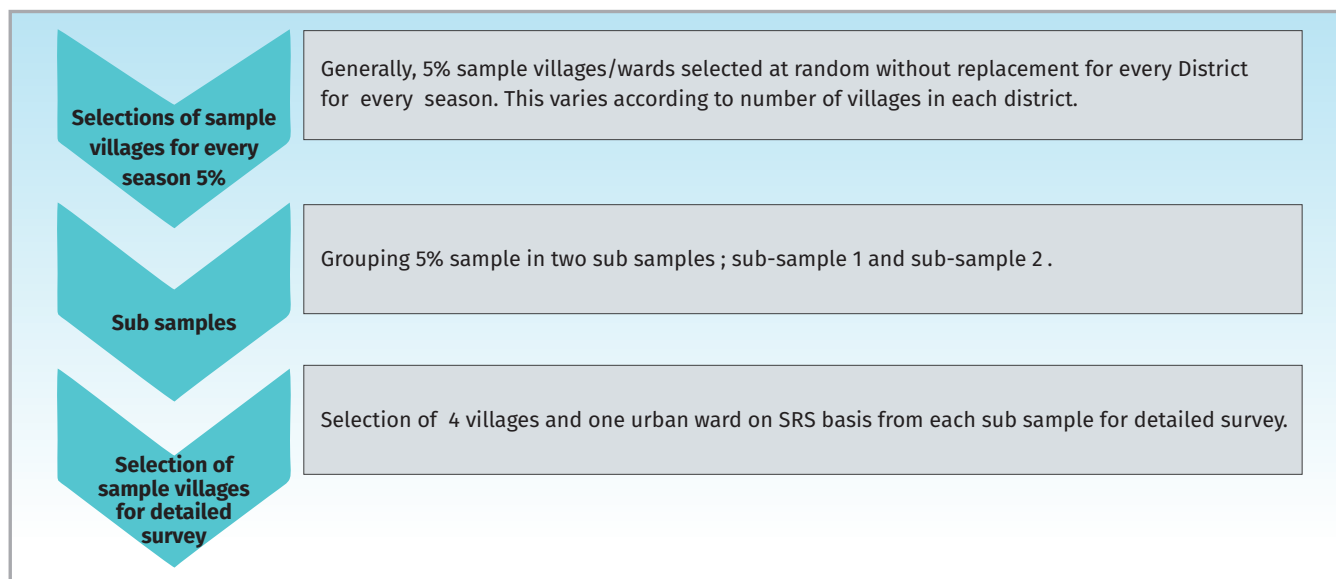 Selections of sample
villages for every
season 5%
Generally, 5% sample villages/wards selected at random without replacement for every District
for every season. This varies according to number of villages in each district.
Sub samples
Grouping 5% sample in two sub samples ; sub-sample 1 and sub-sample 2 .
Selection of
sample villages
for detailed
survey
Selection of 4 villages and one urban ward on SRS basis from each sub sample for detailed survey.